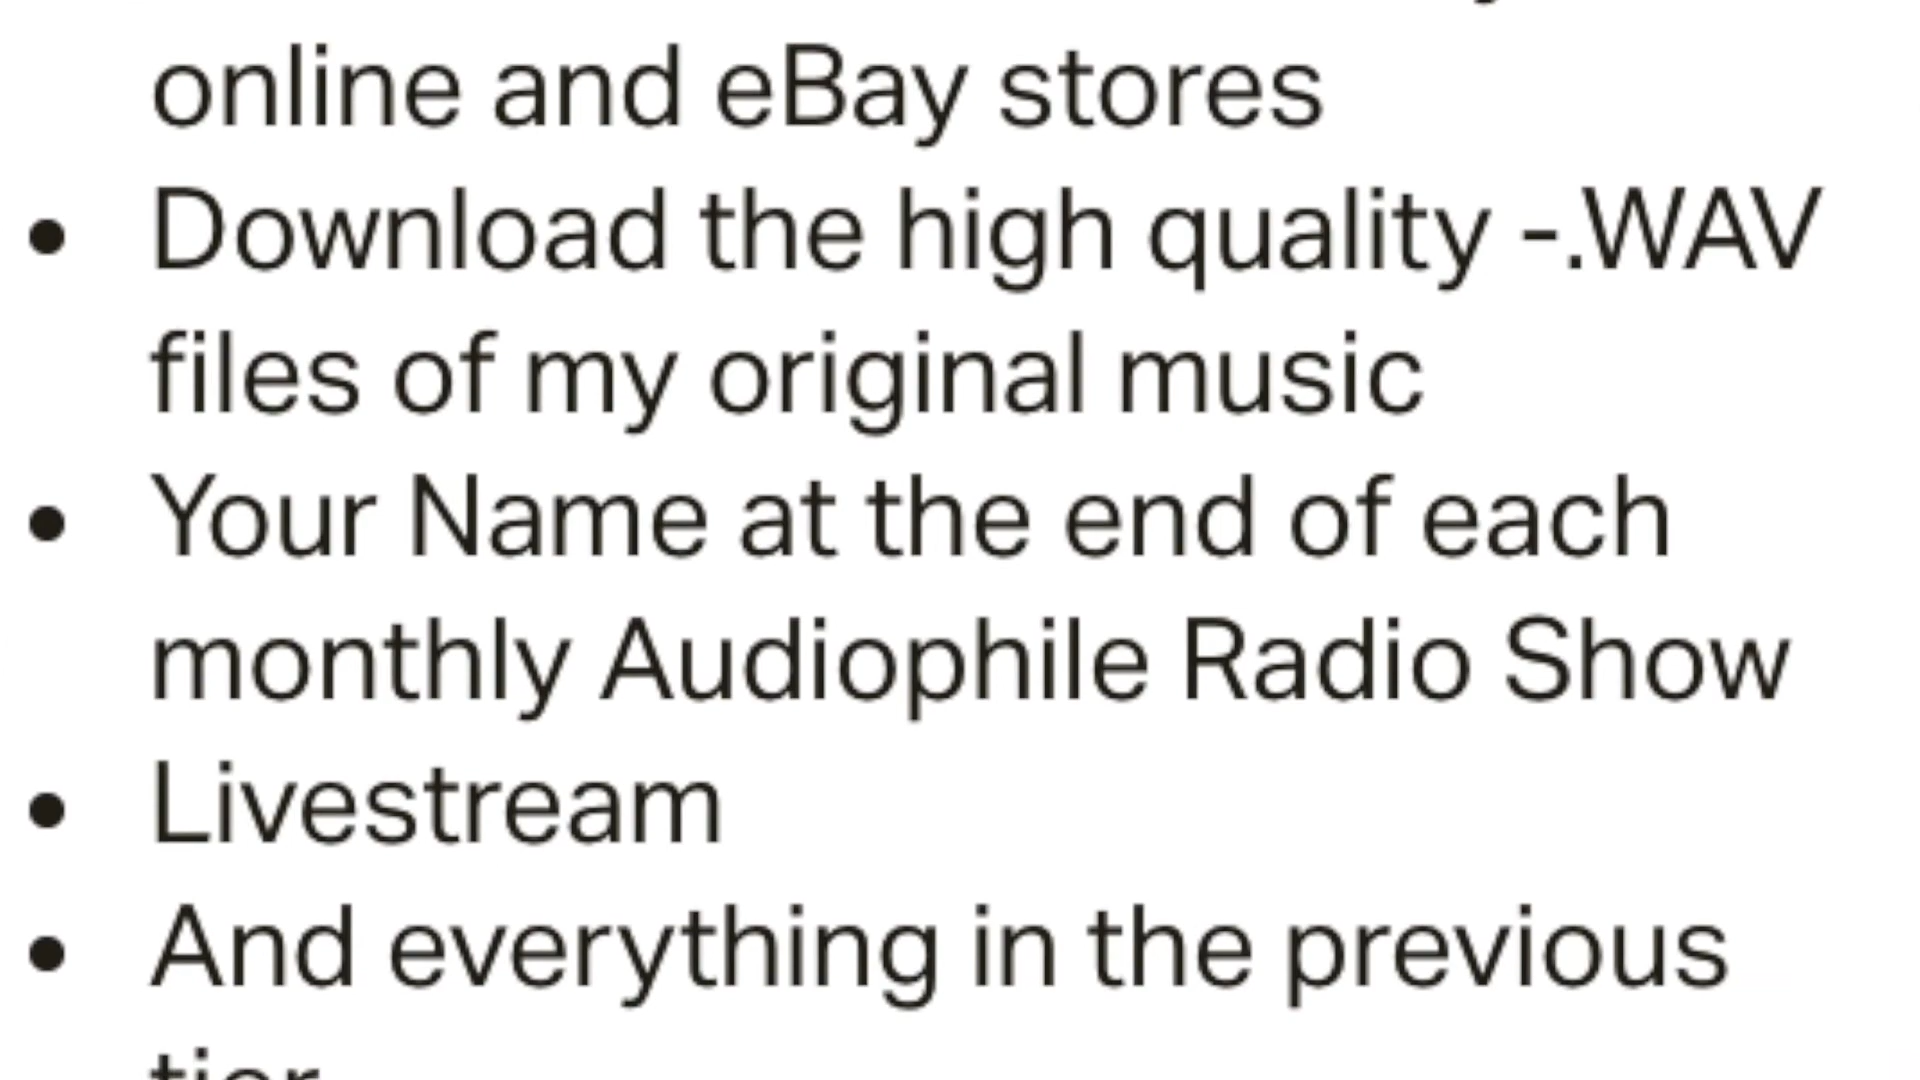 online and eBay stores
• Download the high quality -.WAV
files of my original music
• Your Name at the end of each
monthly Audiophile Radio Show
• Livestream
• And everything in the previous
tier